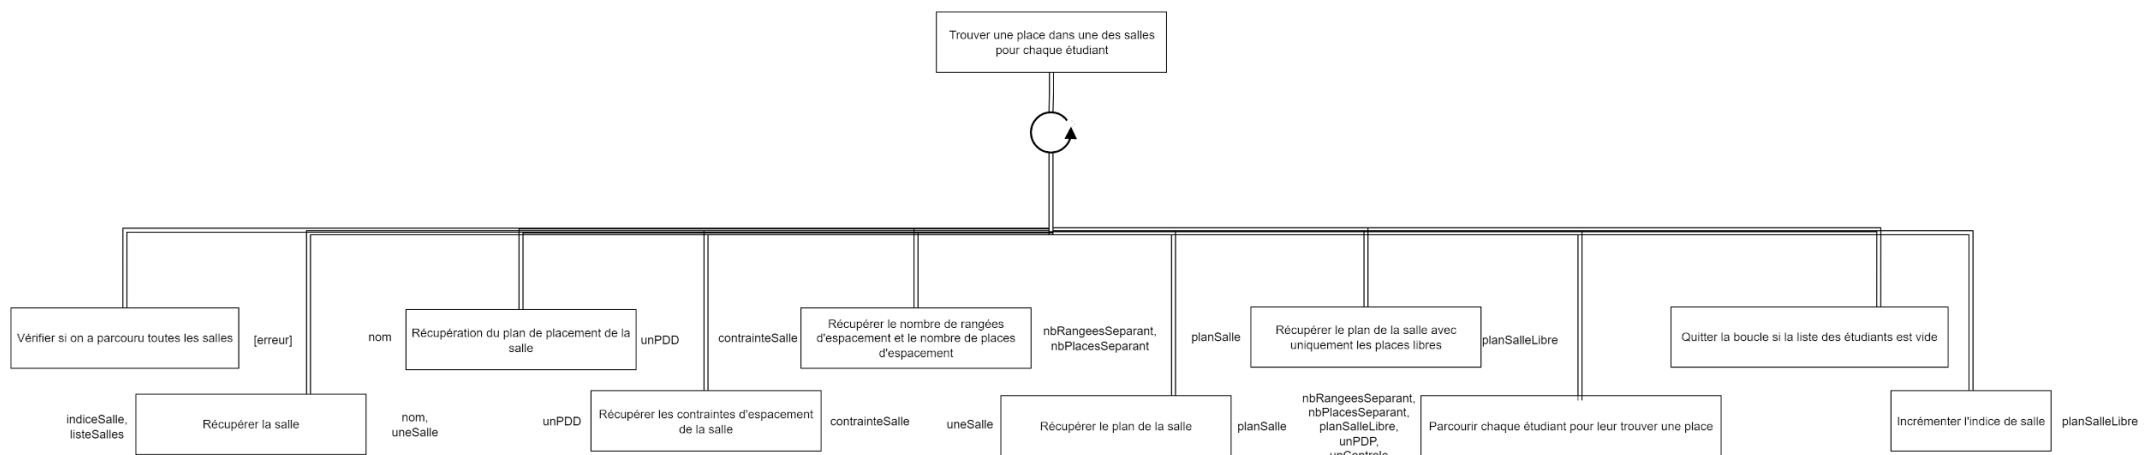 Trouver une place dans une des salles
pour chaque étudiant
Vérifier si on a parcouru toutes les salles
[erreur]
nom
Récupération du plan de placement de la
salle
unPDD
contrainteSalle
Récupérer le nombre de rangées
d'espacement et le nombre de places
d'espacement
nbRangeesSeparant,
nbPlacesSeparant
planSalle
Récupérer le plan de la salle avec
uniquement les places libres
planSalleLibre
Quitter la boucle si la liste des étudiants est vide
indiceSalle,
listeSalles
Récupérer la salle
nom,
uneSalle
unPDD
Récupérer les contraintes d'espacement
de la salle
contrainteSalle
uneSalle
Récupérer le plan de la salle
planSalle
nbRangeesSeparant,
nbPlacesSeparant,
planSalleLibre,
unPDP,
unControle
Parcourir chaque étudiant pour leur trouver une place
Incrémenter l'indice de salle
planSalleLibre